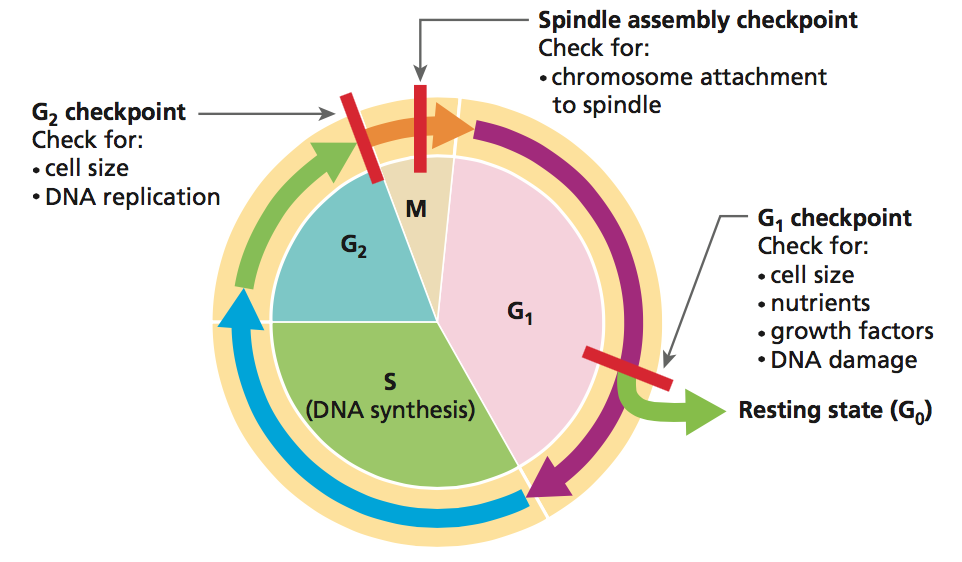 Spindle assembly checkpoint
Check for:
• chromosome attachment
to spindle
G₂ checkpoint
Check for:
• cell size
• DNA replication
M
G₂
G₁
S
(DNA synthesis)
G₁ checkpoint
Check for:
• cell size
• nutrients
• growth factors
• DNA damage
Resting state (G₀)